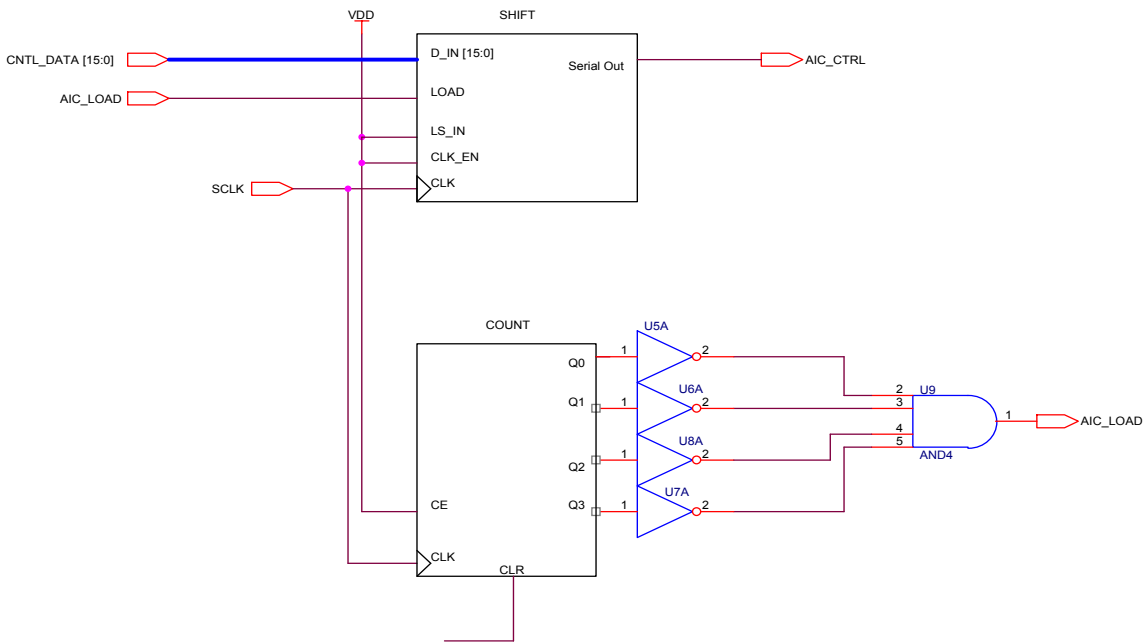 VDD
SHIFT
CNTL_DATA [15:0]
D_IN [15:0]
Serial Out
AIC_CTRL
AIC_LOAD
LOAD
LS_IN
CLK_EN
SCLK
CLK
COUNT
U5A
Q0
1
2
U6A
Q1
1
2
U8A
Q2
1
2
U7A
Q3
1
2
2
U9
3
4
5
1
AIC_LOAD
AND4
CE
CLK
CLR